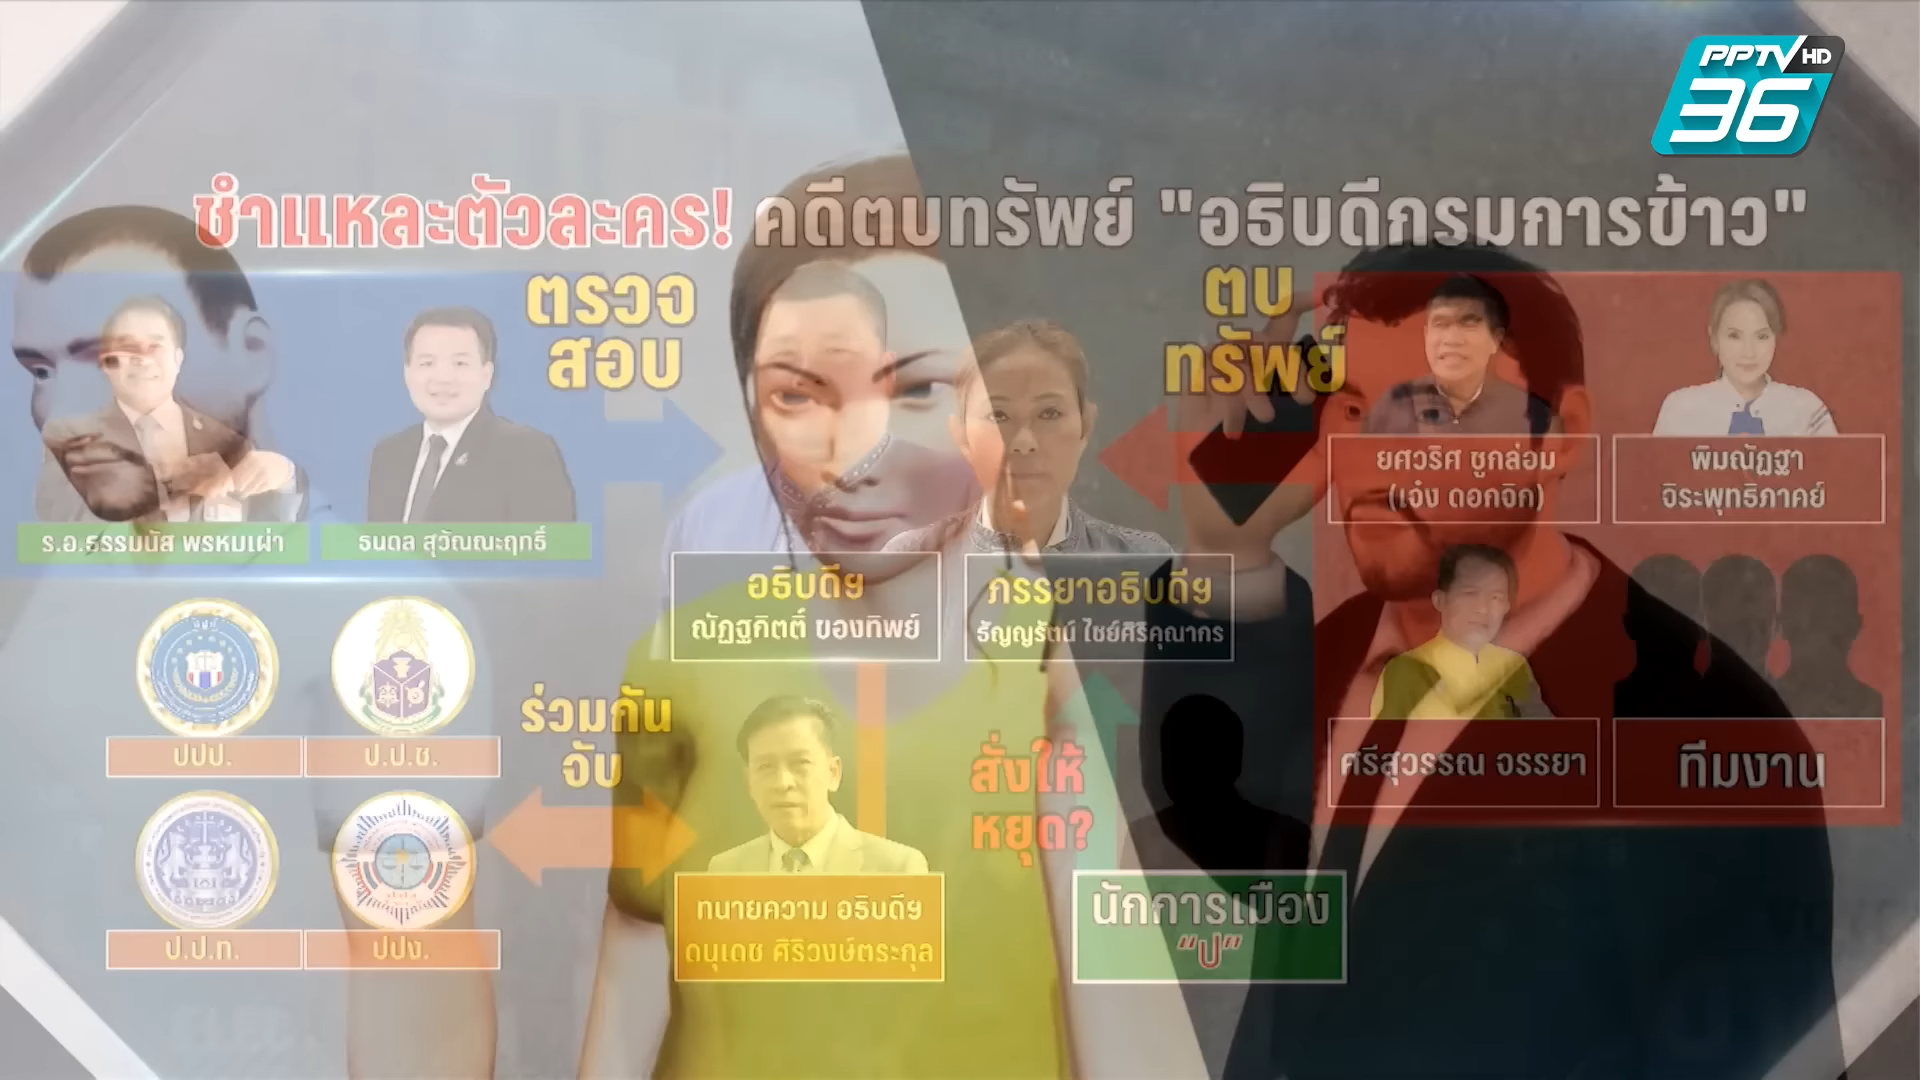 PPTV HD
36
ชำแหละตัวละคร! คดีตบทรัพย์ "อธิบดีกรมการข้าว"
ตรวจ
สอบ
ตบ
ทรัพย์
ร.อ.ธรรมนัส พรหมเผ่า
ธนดล สุวัณณะฤทธิ์
ยศวริศ ชูกล่อม
(เจ๋ง ดอกจิก)
พิมณัฏฐา
จิระพุทธิภาคย์
อธิบดีฯ
ณัฏฐกิตติ์ ของทิพย์
ภรรยาอธิบดีฯ
ธัญญรัตน์ ไชย์ศิริคุณากร
ปปป.
ป.ป.ช.
ร่วมกัน
จับ
สั่งให้
หยุด?
ศรีสุวรรณ จรรยา
ทีมงาน
ป.ป.ท.
ปปง.
ทนายความ อธิบดีฯ
ดนุเดช ศิริวงษ์ตระกุล
นักการเมือง
"ป"